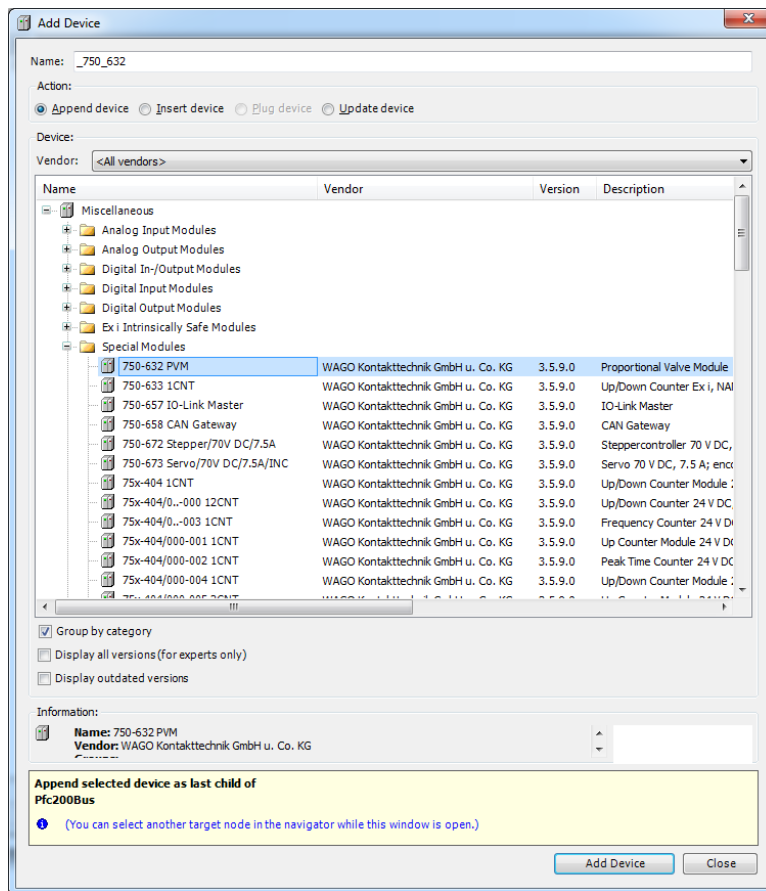 Add Device
Name: _750_632
Action:
Append device Insert device Plug device Update device
Device:
Vendor: <All vendors>
Name Vendor Version Description
Miscellaneous
Analog Input Modules
Analog Output Modules
Digital In-/Output Modules
Digital Input Modules
Digital Output Modules
Ex i Intrinsically Safe Modules
Special Modules
750-632 PVM WAGO Kontakttechnik GmbH u. Co. KG 3.5.9.0 Proportional Valve Module
750-633 1CNT WAGO Kontakttechnik GmbH u. Co. KG 3.5.9.0 Up/Down Counter Ex i, NA
750-657 IO-Link Master WAGO Kontakttechnik GmbH u. Co. KG 3.5.9.0 IO-Link Master
750-658 CAN Gateway WAGO Kontakttechnik GmbH u. Co. KG 3.5.9.0 CAN Gateway
750-672 Stepper/70V DC/7.5A WAGO Kontakttechnik GmbH u. Co. KG 3.5.9.0 Steppercontroller 70 V DC,
750-673 Servo/70V DC/7.5A/INC WAGO Kontakttechnik GmbH u. Co. KG 3.5.9.0 Servo 70 V DC, 7.5 A; enc
75x-404 1CNT WAGO Kontakttechnik GmbH u. Co. KG 3.5.9.0 Up/Down Counter Module
75x-404/0..-000 12CNT WAGO Kontakttechnik GmbH u. Co. KG 3.5.9.0 Up/Down Counter 24 V DC,
75x-404/0..-003 1CNT WAGO Kontakttechnik GmbH u. Co. KG 3.5.9.0 Frequency Counter 24 V D
75x-404/000-001 1CNT WAGO Kontakttechnik GmbH u. Co. KG 3.5.9.0 Up Counter Module 24 V D
75x-404/000-002 1CNT WAGO Kontakttechnik GmbH u. Co. KG 3.5.9.0 Peak Time Counter 24 V DC
75x-404/000-004 1CNT WAGO Kontakttechnik GmbH u. Co. KG 3.5.9.0 Up/Down Counter Module
Group by category
Display all versions (for experts only)
Display outdated versions
Information:
Name: 750-632 PVM
Vendor: WAGO Kontakttechnik GmbH u. Co. KG
Append selected device as last child of
Pfc200Bus
(You can select another target node in the navigator while this window is open.)
Add Device Close